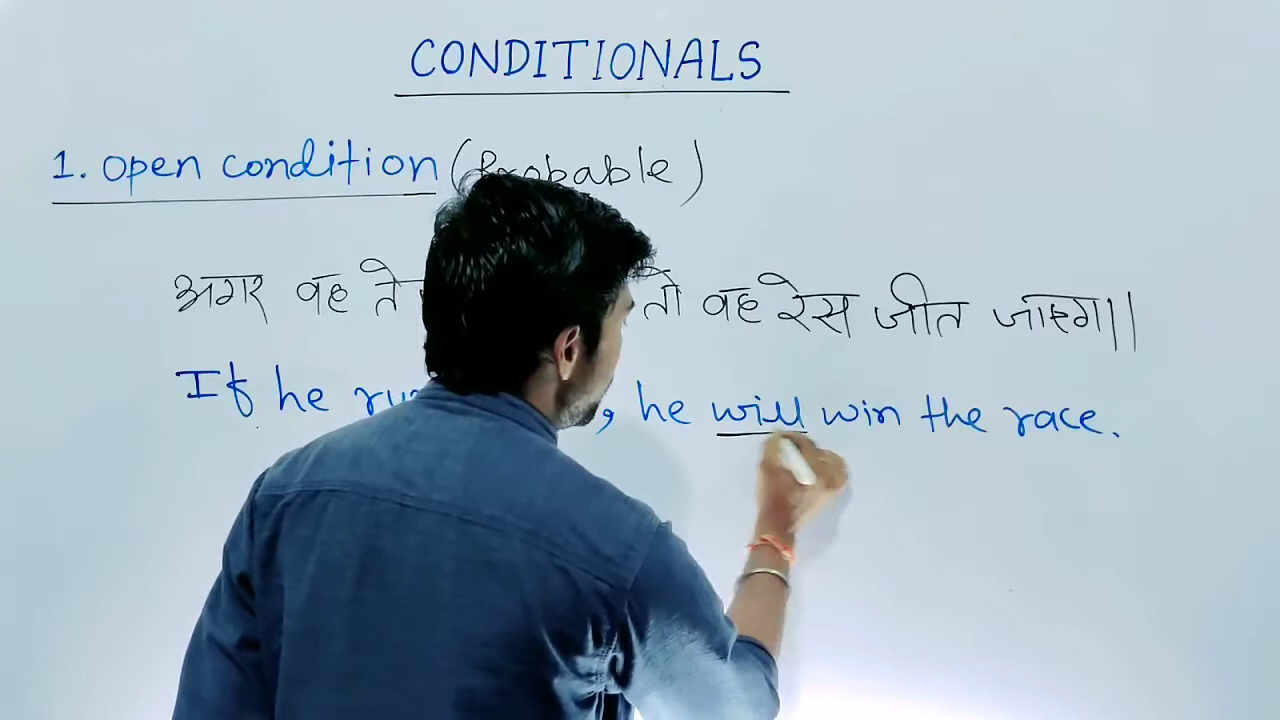 CONDITIONALS
1. Open condition (Probable)
अगर वह तो वह रेस जीत जाएगा||
If he , he will win the race.